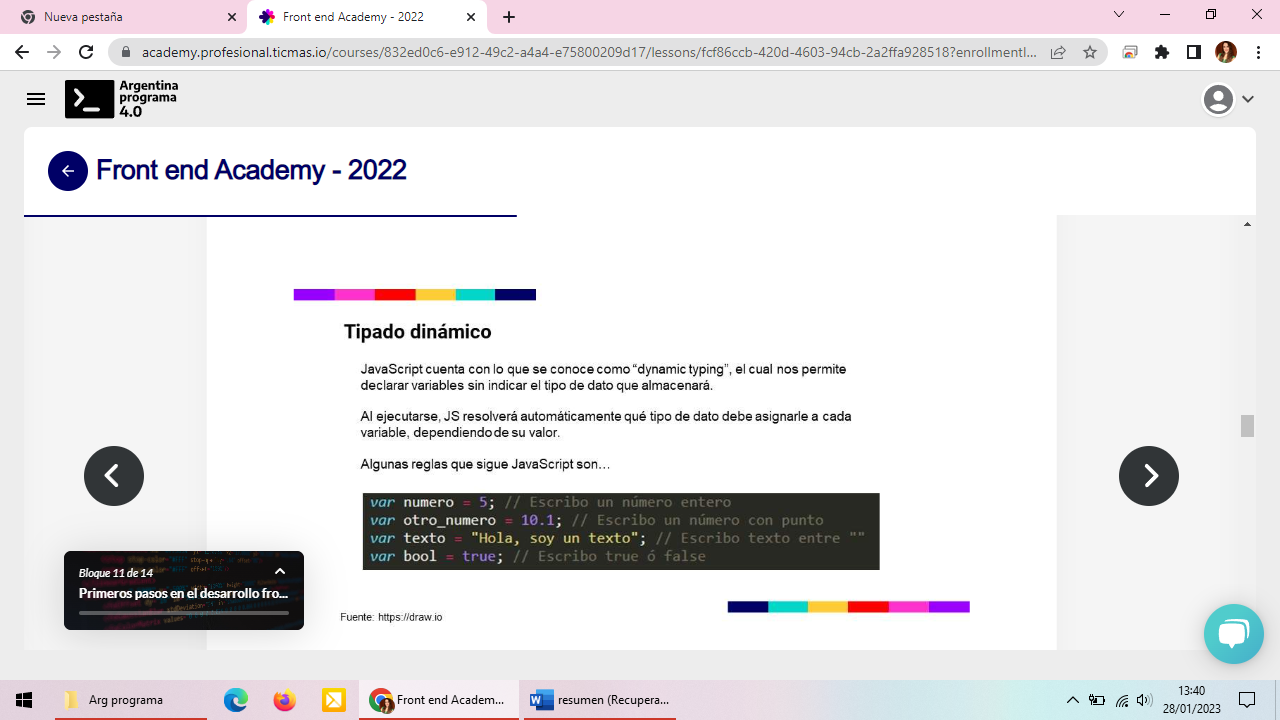 Nueva pestaña
Front end Academy - 2022
academy.profesional.ticmas.io/courses/832ed0c6-e912-49c2-a4a4-e75800209d17/lessons/fcf86ccb-420d-4603-94cb-2a2ffa928518?enrollmentI...
Argentina
programa
4.0
Front end Academy - 2022
Tipado dinámico
JavaScript cuenta con lo que se conoce como “dynamic typing”, el cual nos permite
declarar variables sin indicar el tipo de dato que almacenará.
Al ejecutarse, JS resolverá automáticamente qué tipo de dato debe asignarle a cada
variable, dependiendo de su valor.
Algunas reglas que sigue JavaScript son…
var numero = 5; // Escribo un número entero
var otro_numero = 10.1; // Escribo un número con punto
var texto = "Hola, soy un texto"; // Escribo texto entre ""
var bool = true; // Escribo true ó false
Bloque 11 de 14
Primeros pasos en el desarrollo fro...
Fuente: https://draw.io
Arg programa
Front end Academ...
resumen (Recupera...
13:40
28/01/2023